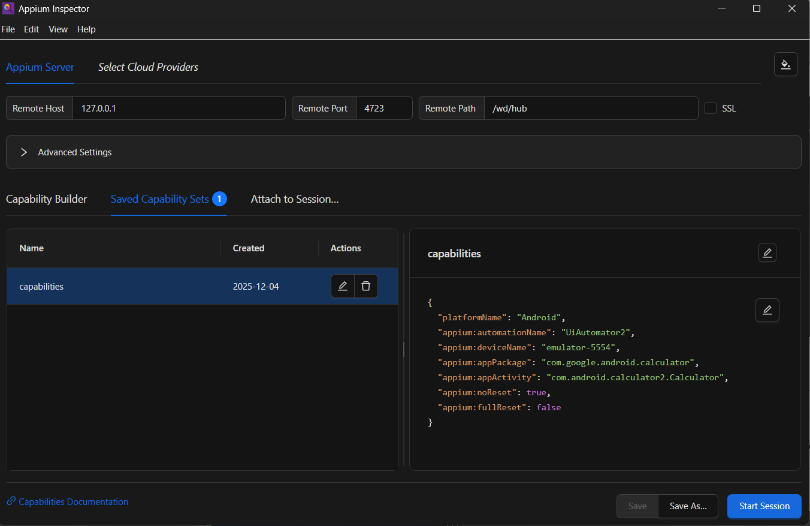 Appium Inspector
File Edit View Help
Appium Server Select Cloud Providers
Remote Host 127.0.0.1 Remote Port 4723 Remote Path /wd/hub SSL
Advanced Settings
Capability Builder Saved Capability Sets 1 Attach to Session...
Name Created Actions
capabilities 2025-12-04
capabilities
{
"platformName": "Android",
"appium:automationName": "UiAutomator2",
"appium:deviceName": "emulator-5554",
"appium:appPackage": "com.google.android.calculator",
"appium:appActivity": "com.android.calculator2.Calculator",
"appium:noReset": true,
"appium:fullReset": false
}
Capabilities Documentation
Save Save As... Start Session